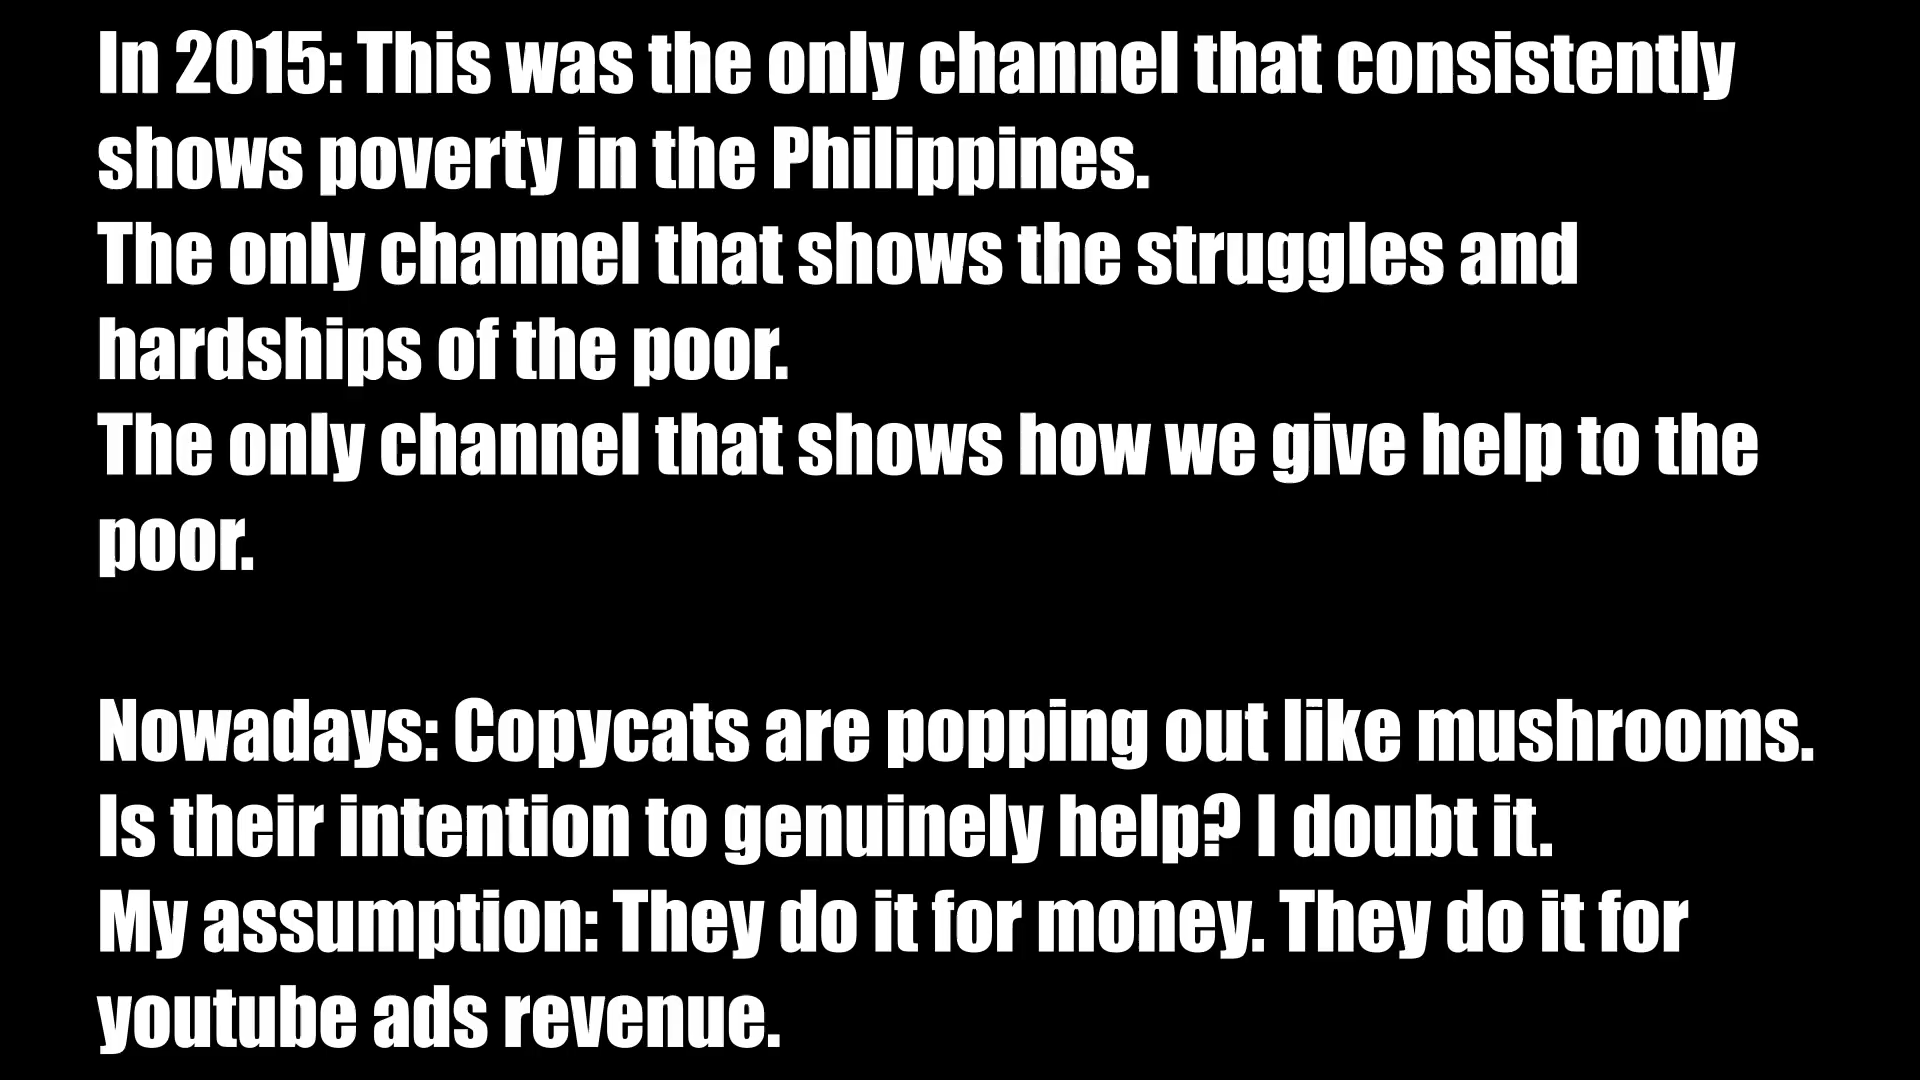 In 2015: This was the only channel that consistently
shows poverty in the Philippines.
The only channel that shows the struggles and
hardships of the poor.
The only channel that shows how we give help to the
poor.
Nowadays: Copycats are popping out like mushrooms.
Is their intention to genuinely help? I doubt it.
My assumption: They do it for money. They do it for
youtube ads revenue.